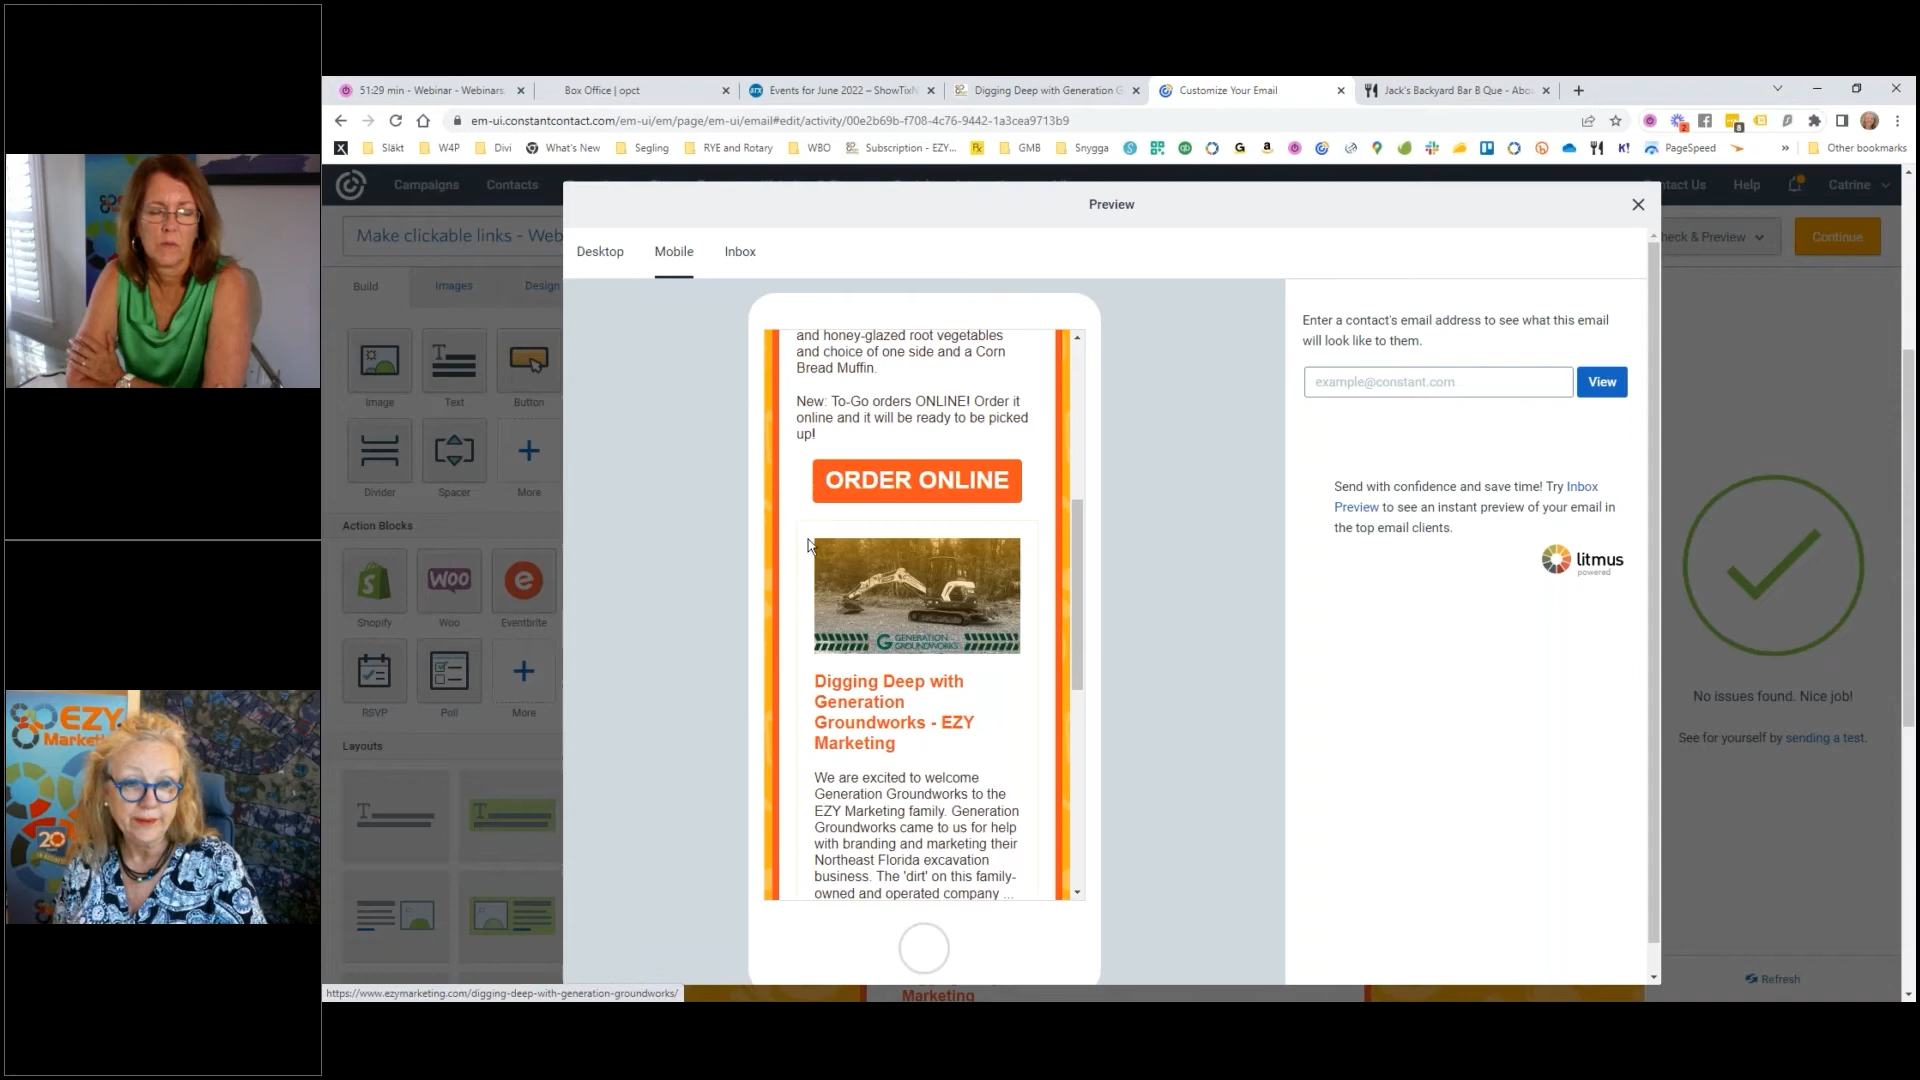 51:29 min - Webinar - Webinars
Box Office | opct
Events for June 2022 – ShowTixN
Digging Deep with Generation G
Customize Your Email
Jack's Backyard Bar B Que - Abo
em-ui.constantcontact.com/em-ui/em/page/em-ui/email#edit/activity/00e2b69b-f708-4c76-9442-1a3cea9713b9
Släkt
W4P
Divi
What's New
Segling
RYE and Rotary
WBO
Subscription - EZY...
GMB
Snygga
PageSpeed
»
Other bookmarks
Campaigns
Contacts
ntact Us
Help
Catrine
Preview
Make clickable links - Web
heck & Preview
Continue
Desktop
Mobile
Inbox
Build
Images
Design
Image
Text
Button
Divider
Spacer
More
Action Blocks
Shopify
Woo
Eventbrite
RSVP
Poll
More
Layouts
and honey-glazed root vegetables
and choice of one side and a Corn
Bread Muffin.
New: To-Go orders ONLINE! Order it
online and it will be ready to be picked
up!
ORDER ONLINE
GENERATION
GROUNDWORKS
Digging Deep with
Generation
Groundworks - EZY
Marketing
We are excited to welcome
Generation Groundworks to the
EZY Marketing family. Generation
Groundworks came to us for help
with branding and marketing their
Northeast Florida excavation
business. The 'dirt' on this family-
owned and operated company ...
Enter a contact's email address to see what this email
will look like to them.
example@constant.com
View
Send with confidence and save time! Try Inbox
Preview to see an instant preview of your email in
the top email clients.
litmus
powered
No issues found. Nice job!
See for yourself by sending a test.
Refresh
Marketing
https://www.ezymarketing.com/digging-deep-with-generation-groundworks/
EZY
Marketi
20